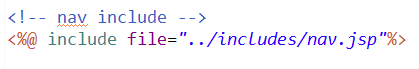 <!-- nav include -->
<%@ include file="../includes/nav.jsp"%>